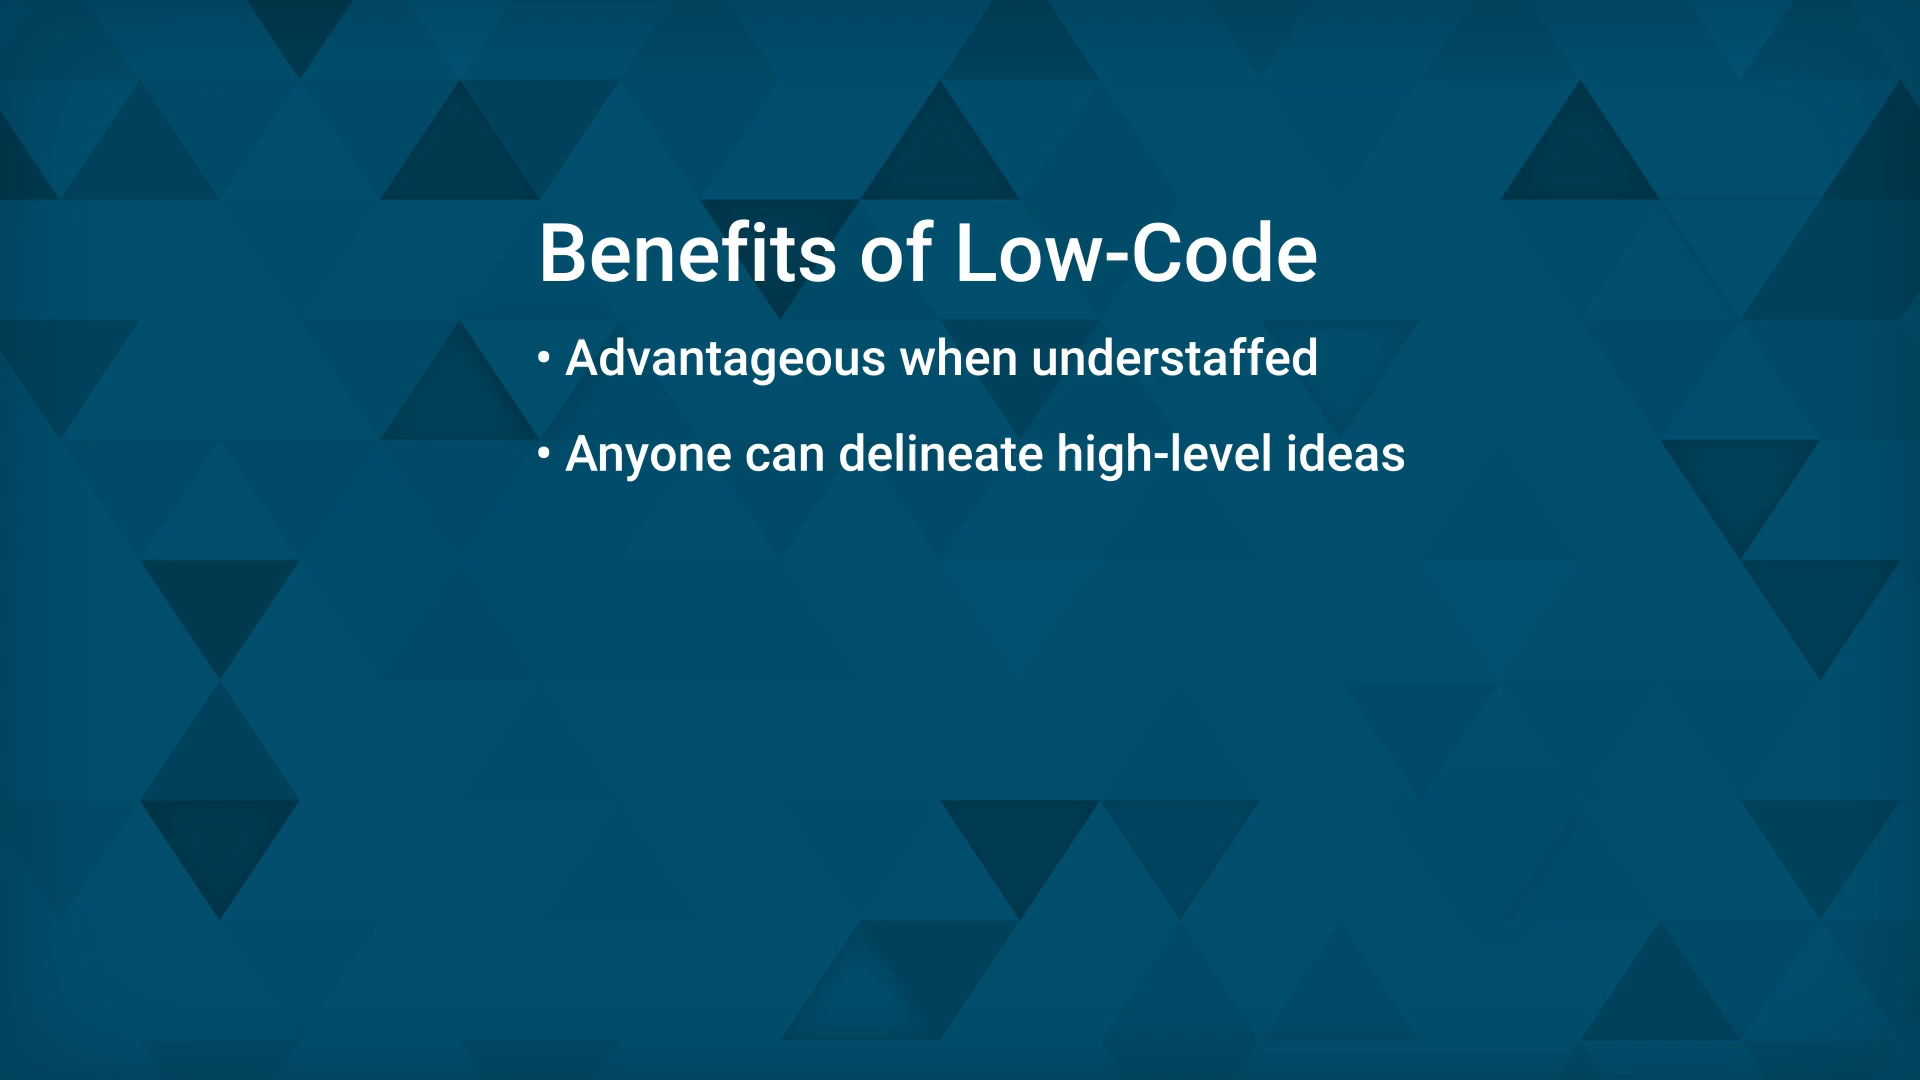 Benefits of Low-Code
• Advantageous when understaffed
• Anyone can delineate high-level ideas